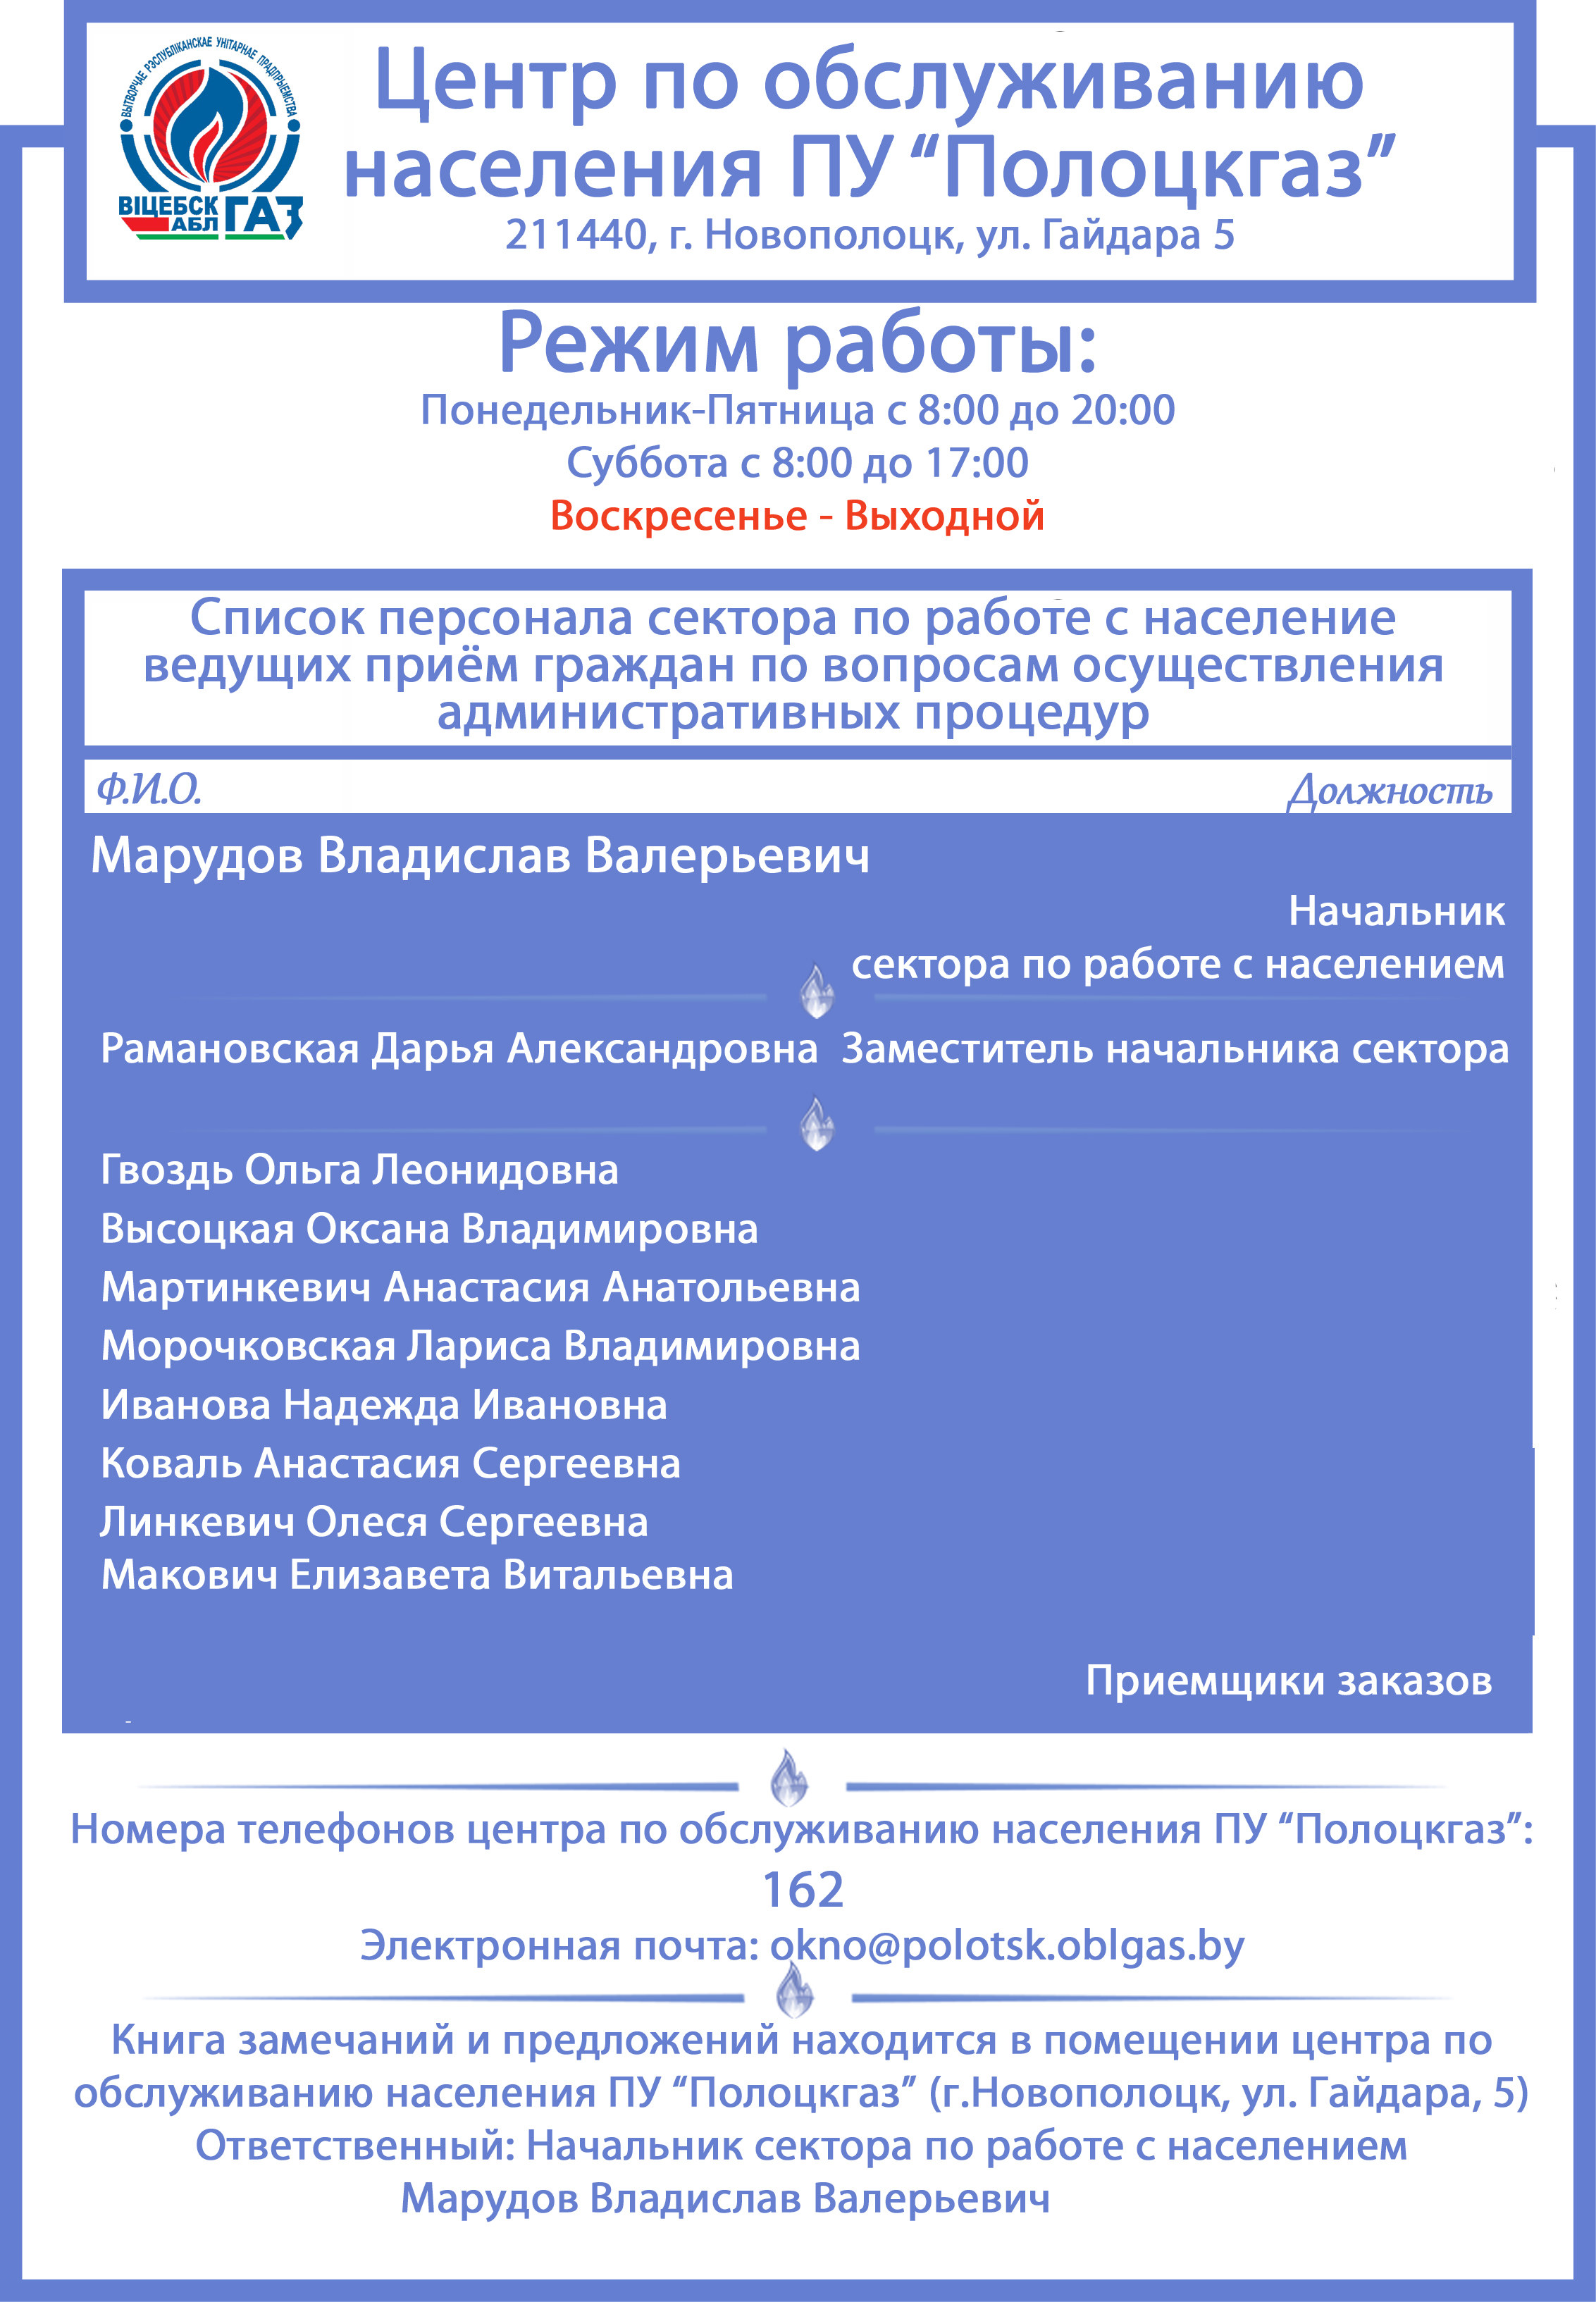 ВЫТВОРЧАЕ РЭСПУБЛІКАНСКАЕ УНІТАРНАЕ ПРАДПРЫЕМСТВА
ВІЦЕБСК
АБЛ
ГАЗ
Центр по обслуживанию
населения ПУ “Полоцкгаз”
211440, г. Новополоцк, ул. Гайдара 5
Режим работы:
Понедельник-Пятница с 8:00 до 20:00
Суббота с 8:00 до 17:00
Воскресенье - Выходной
Список персонала сектора по работе с население
ведущих приём граждан по вопросам осуществления
административных процедур
Ф.И.О. Должность
Марудов Владислав Валерьевич
Начальник
сектора по работе с населением
Рамановская Дарья Александровна Заместитель начальника сектора
Гвоздь Ольга Леонидовна
Высоцкая Оксана Владимировна
Мартинкевич Анастасия Анатольевна
Морочковская Лариса Владимировна
Иванова Надежда Ивановна
Коваль Анастасия Сергеевна
Линкевич Олеся Сергеевна
Макович Елизавета Витальевна
Приемщики заказов
Номера телефонов центра по обслуживанию населения ПУ “Полоцкгаз”:
162
Электронная почта: okno@polotsk.oblgas.by
Книга замечаний и предложений находится в помещении центра по
обслуживанию населения ПУ “Полоцкгаз” (г.Новополоцк, ул. Гайдара, 5)
Ответственный: Начальник сектора по работе с населением
Марудов Владислав Валерьевич